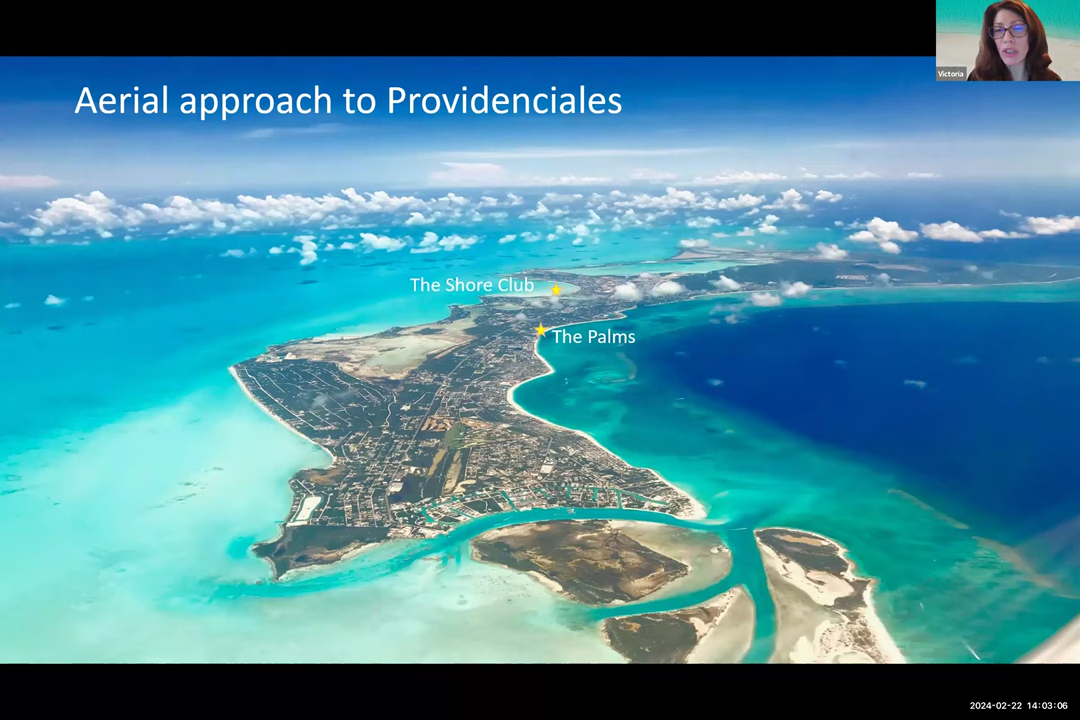 Aerial approach to Providenciales
Victoria
The Shore Club
The Palms
2024-02-22 14:03:06